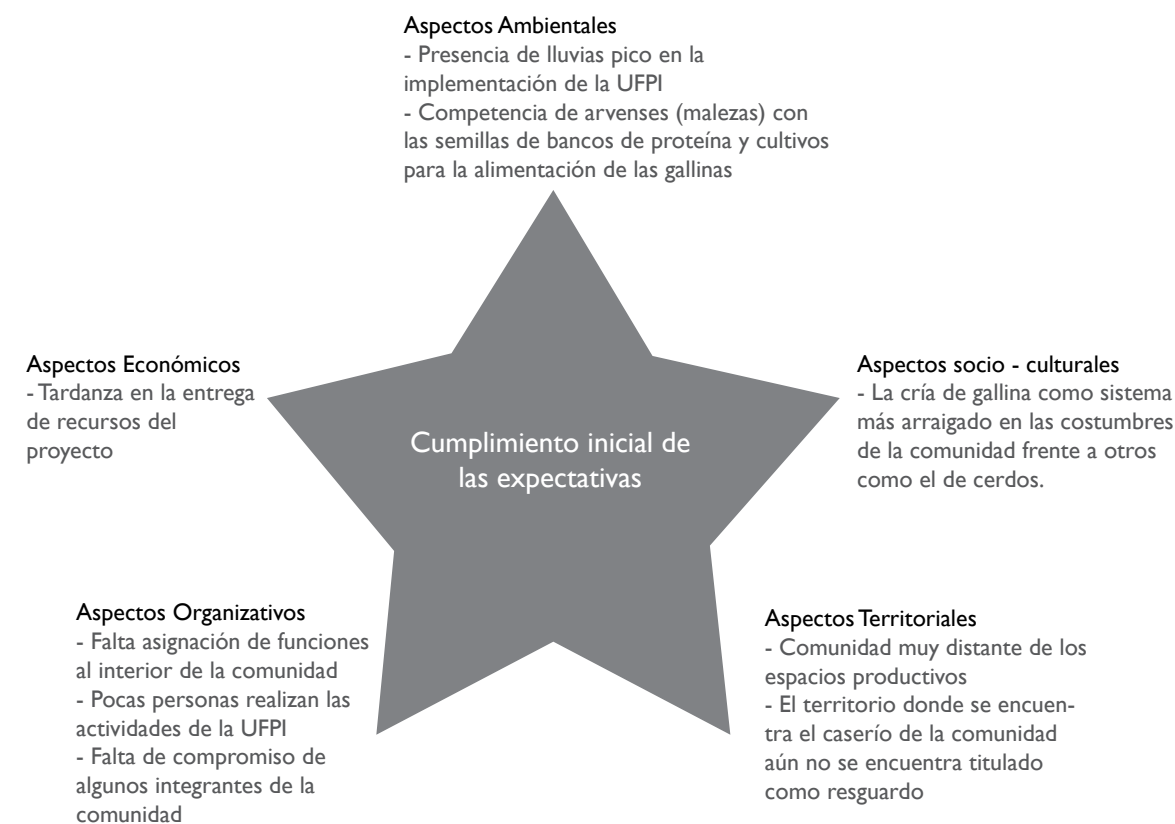 Aspectos Ambientales
- Presencia de lluvias pico en la
implementación de la UFPI
- Competencia de arvenses (malezas) con
las semillas de bancos de proteína y cultivos
para la alimentación de las gallinas
Aspectos Económicos
- Tardanza en la entrega
de recursos del
proyecto
Cumplimiento inicial de
las expectativas
Aspectos socio - culturales
- La cría de gallina como sistema
más arraigado en las costumbres
de la comunidad frente a otros
como el de cerdos.
Aspectos Organizativos
- Falta asignación de funciones
al interior de la comunidad
- Pocas personas realizan las
actividades de la UFPI
- Falta de compromiso de
algunos integrantes de la
comunidad
Aspectos Territoriales
- Comunidad muy distante de los
espacios productivos
- El territorio donde se encuen-
tra el caserío de la comunidad
aún no se encuentra titulado
como resguardo